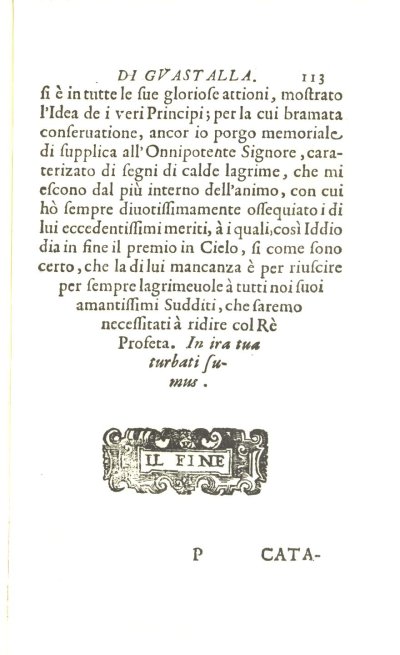 DI GVASTALLA. 113
ſi è in tutte le ſue glorioſe attioni, moſtrato
l'Idea de i veri Principi; per la cui bramata
conſeruatione, ancor io porgo memoriale
di ſupplica all'Onnipotente Signore, cara-
terizato di ſegni di calde lagrime, che mi
eſcono dal più interno dell'animo, con cui
hò ſempre diuotiſſimamente oſſequiato i di
lui eccedentiſſimi meriti, à i quali, così Iddio
dia in fine il premio in Cielo, ſi come ſono
certo, che la di lui mancanza è per riuſcire
per ſempre lagrimeuole à tutti noi ſuoi
amantiſſimi Sudditi, che ſaremo
neceſſitati à ridire col Rè
Profeta. In ira tua
turbati ſu-
mus.
IL FINE
P CATA-